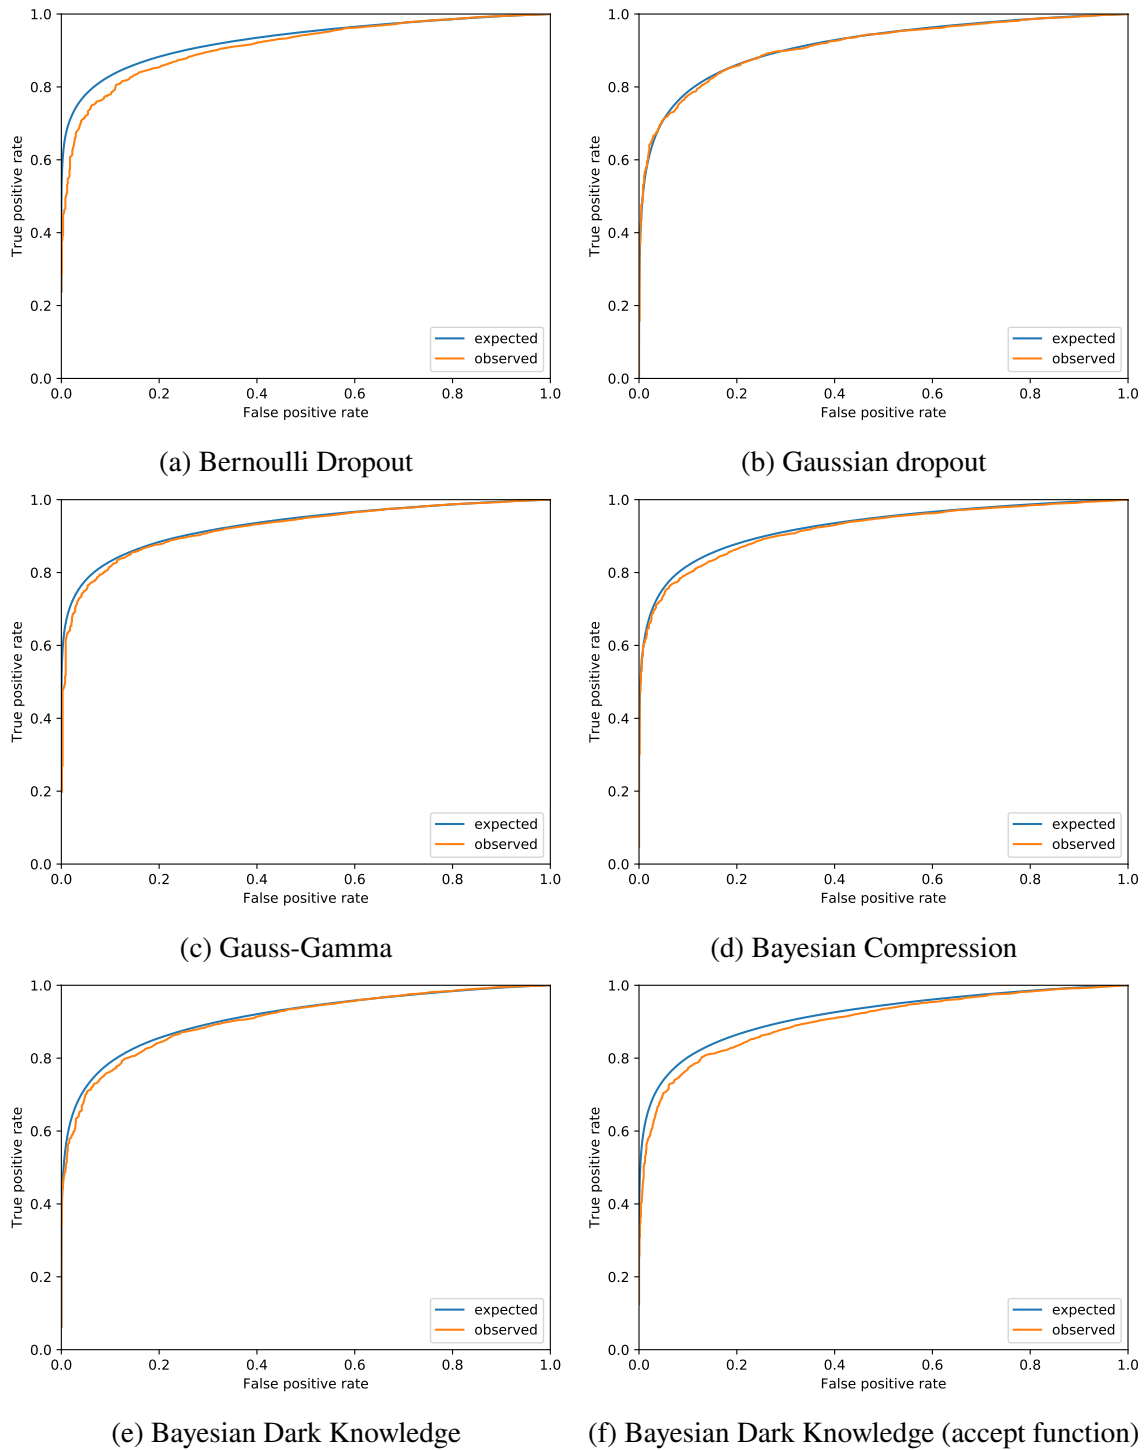 1.0
0.8
0.6
0.4
0.2
0.0
True positive rate
expected
observed
0.0 0.2 0.4 0.6 0.8 1.0
False positive rate
(a) Bernoulli Dropout
1.0
0.8
0.6
0.4
0.2
0.0
True positive rate
expected
observed
0.0 0.2 0.4 0.6 0.8 1.0
False positive rate
(b) Gaussian dropout
1.0
0.8
0.6
0.4
0.2
0.0
True positive rate
expected
observed
0.0 0.2 0.4 0.6 0.8 1.0
False positive rate
(c) Gauss-Gamma
1.0
0.8
0.6
0.4
0.2
0.0
True positive rate
expected
observed
0.0 0.2 0.4 0.6 0.8 1.0
False positive rate
(d) Bayesian Compression
1.0
0.8
0.6
0.4
0.2
0.0
True positive rate
expected
observed
0.0 0.2 0.4 0.6 0.8 1.0
False positive rate
(e) Bayesian Dark Knowledge
1.0
0.8
0.6
0.4
0.2
0.0
True positive rate
expected
observed
0.0 0.2 0.4 0.6 0.8 1.0
False positive rate
(f) Bayesian Dark Knowledge (accept function)